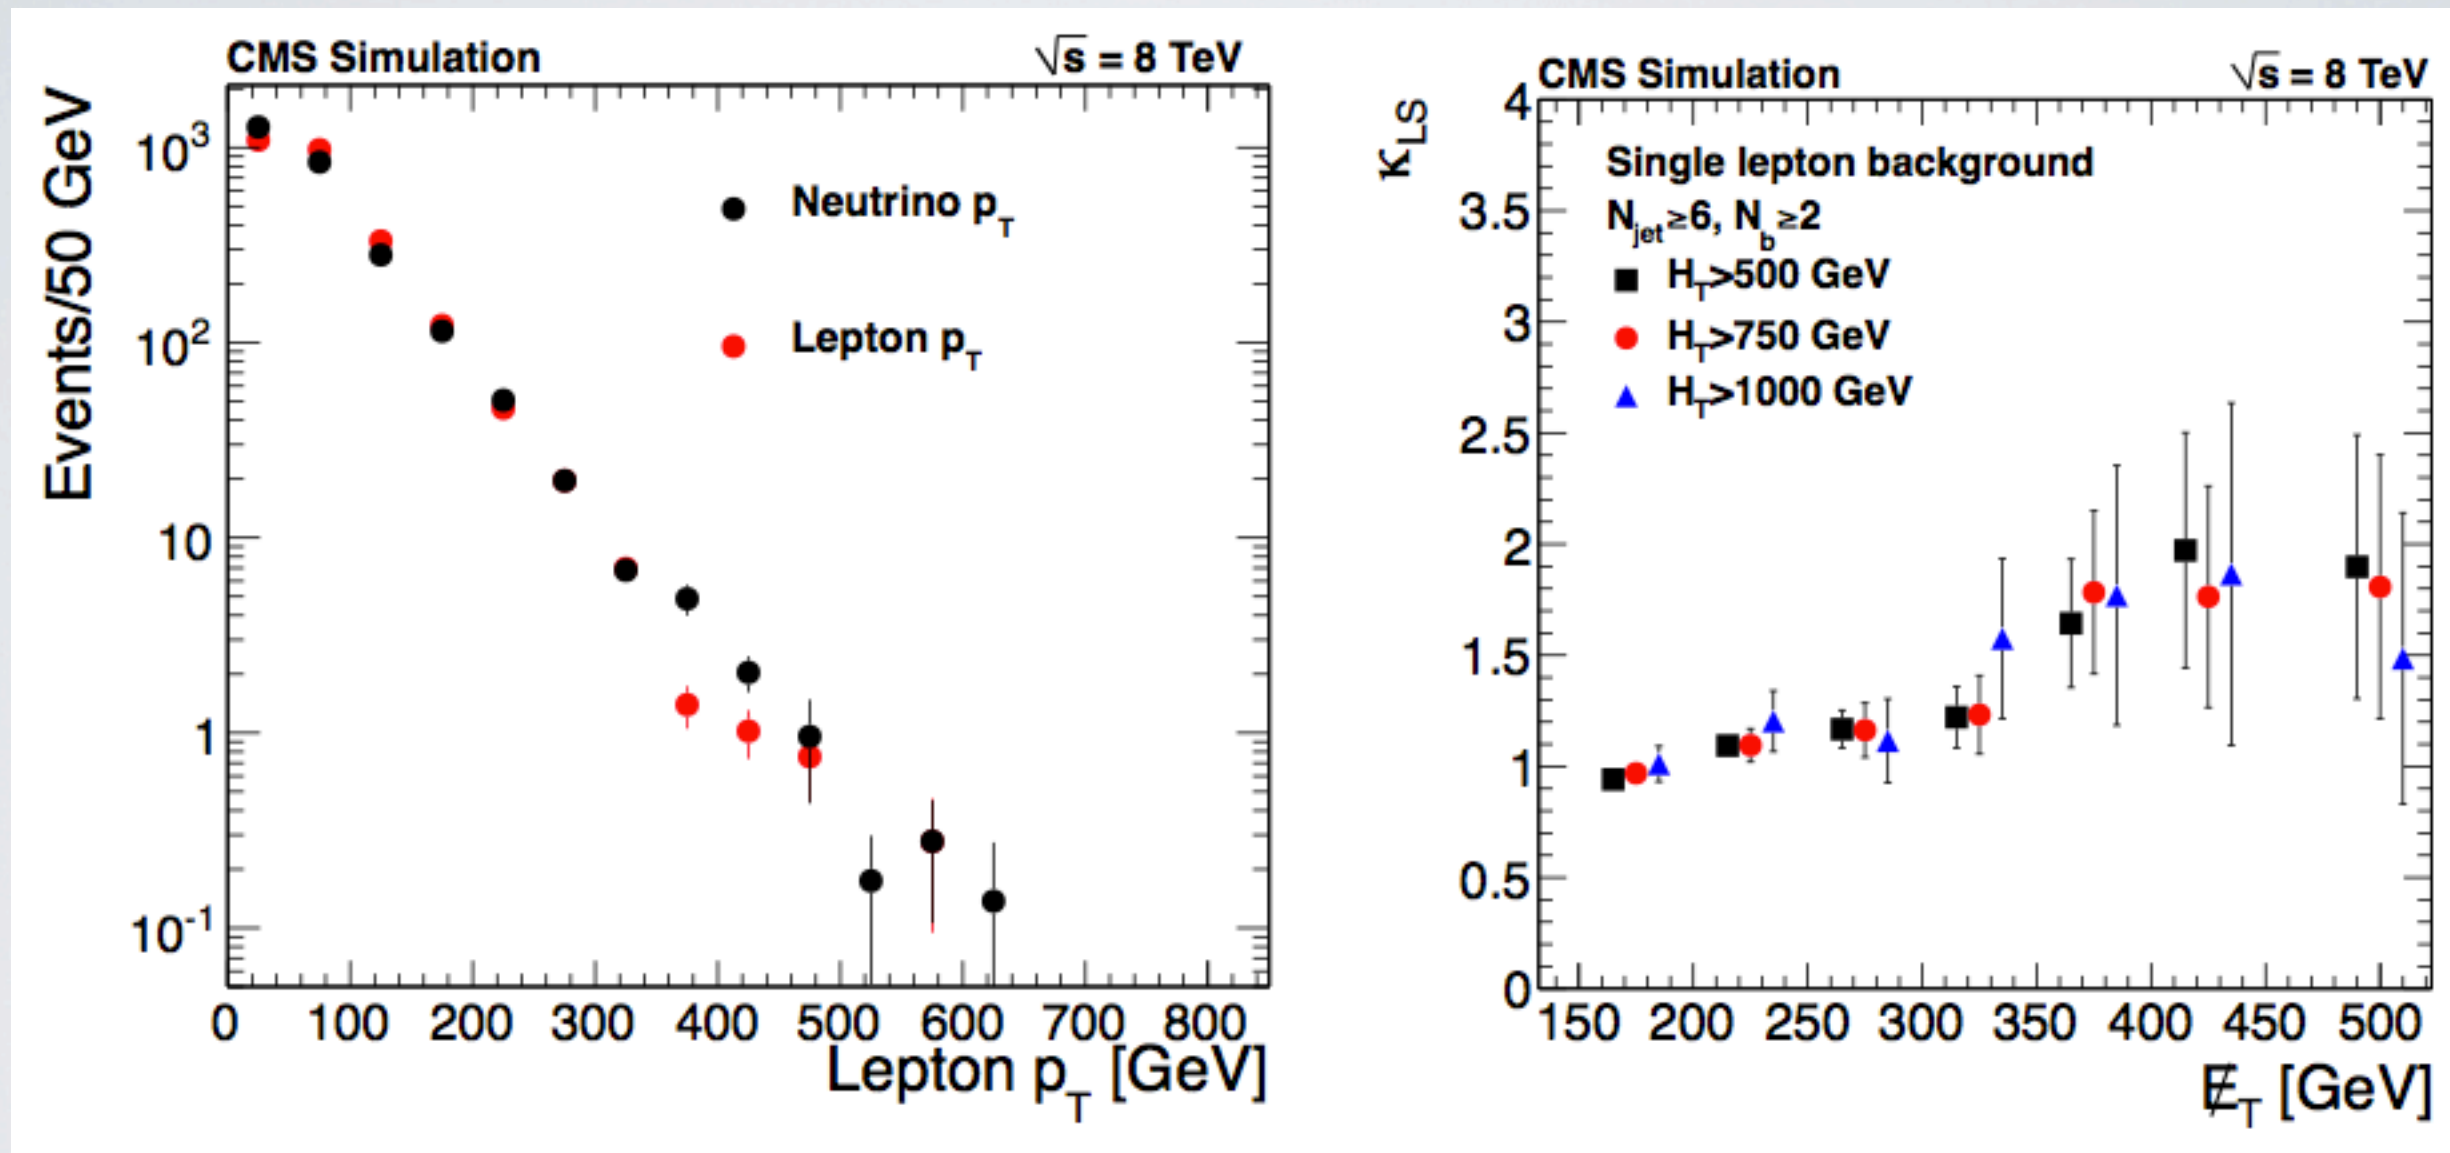 CMS Simulation √s = 8 TeV
Events/50 GeV
10³
10²
10
1
10⁻¹
Neutrino p_T
Lepton p_T
0 100 200 300 400 500 600 700 800
Lepton p_T [GeV]
CMS Simulation √s = 8 TeV
κ_LS
4
3.5
3
2.5
2
1.5
1
0.5
0
Single lepton background
N_jet≥6, N_b≥2
H_T>500 GeV
H_T>750 GeV
H_T>1000 GeV
150 200 250 300 350 400 450 500
E̸_T [GeV]